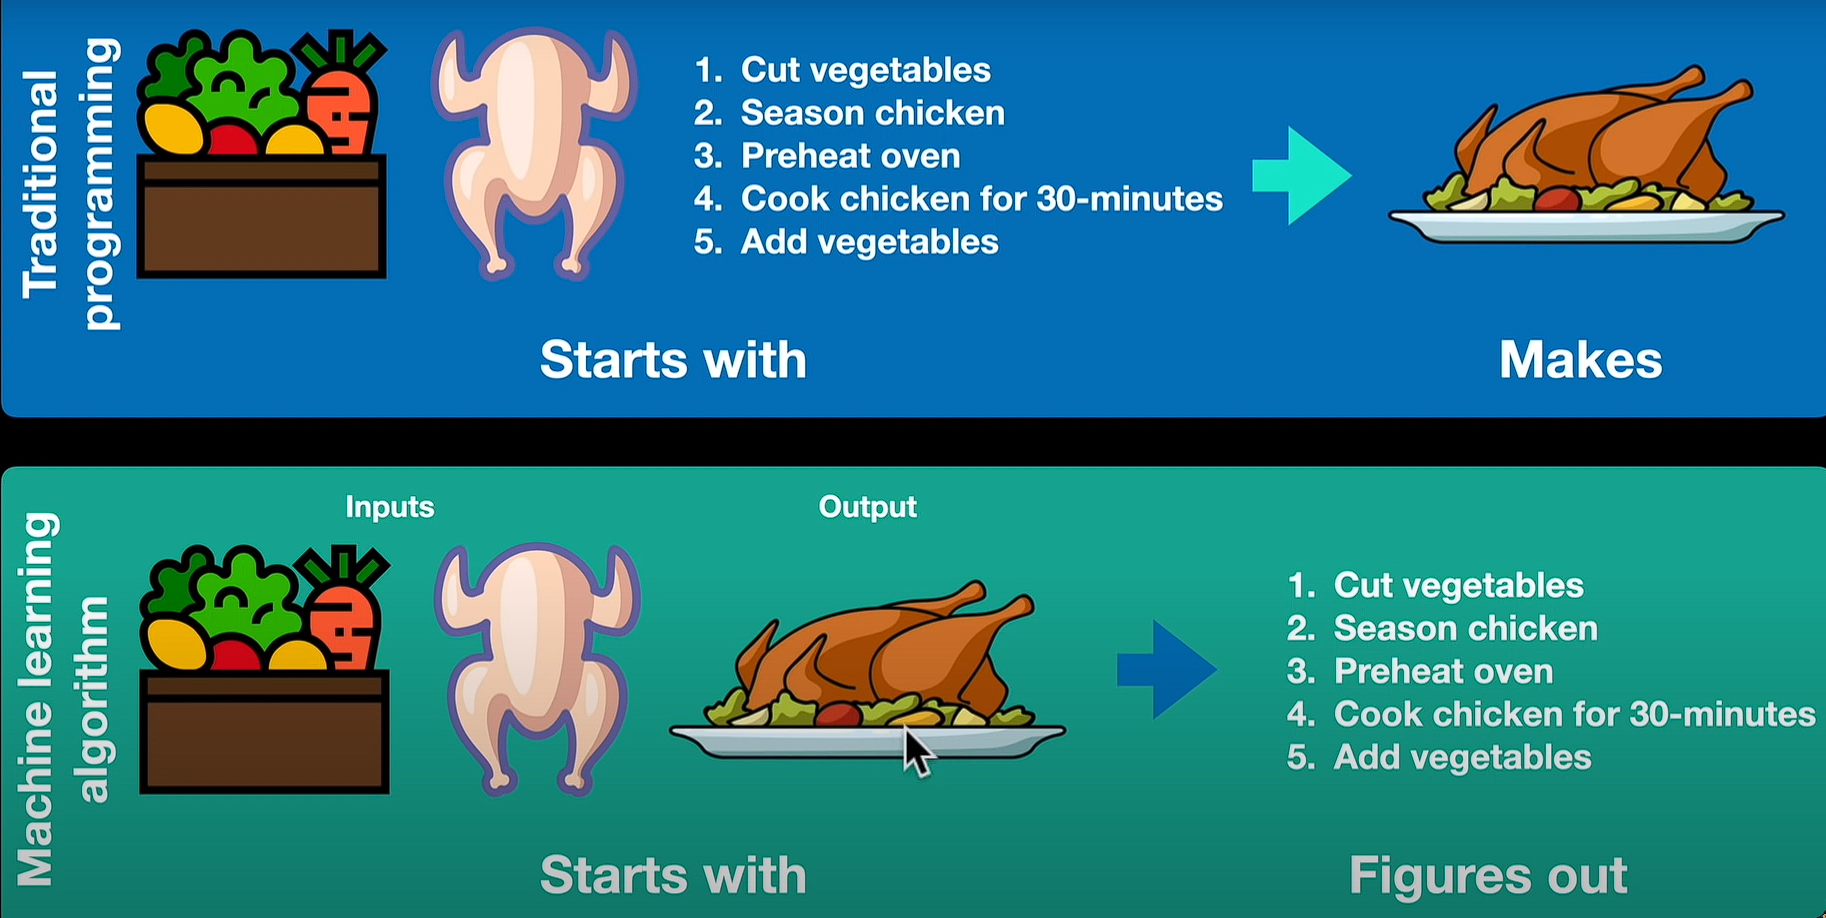 Traditional
programming
1. Cut vegetables
2. Season chicken
3. Preheat oven
4. Cook chicken for 30-minutes
5. Add vegetables
Starts with
Makes
Machine learning
algorithm
Inputs
Output
1. Cut vegetables
2. Season chicken
3. Preheat oven
4. Cook chicken for 30-minutes
5. Add vegetables
Starts with
Figures out